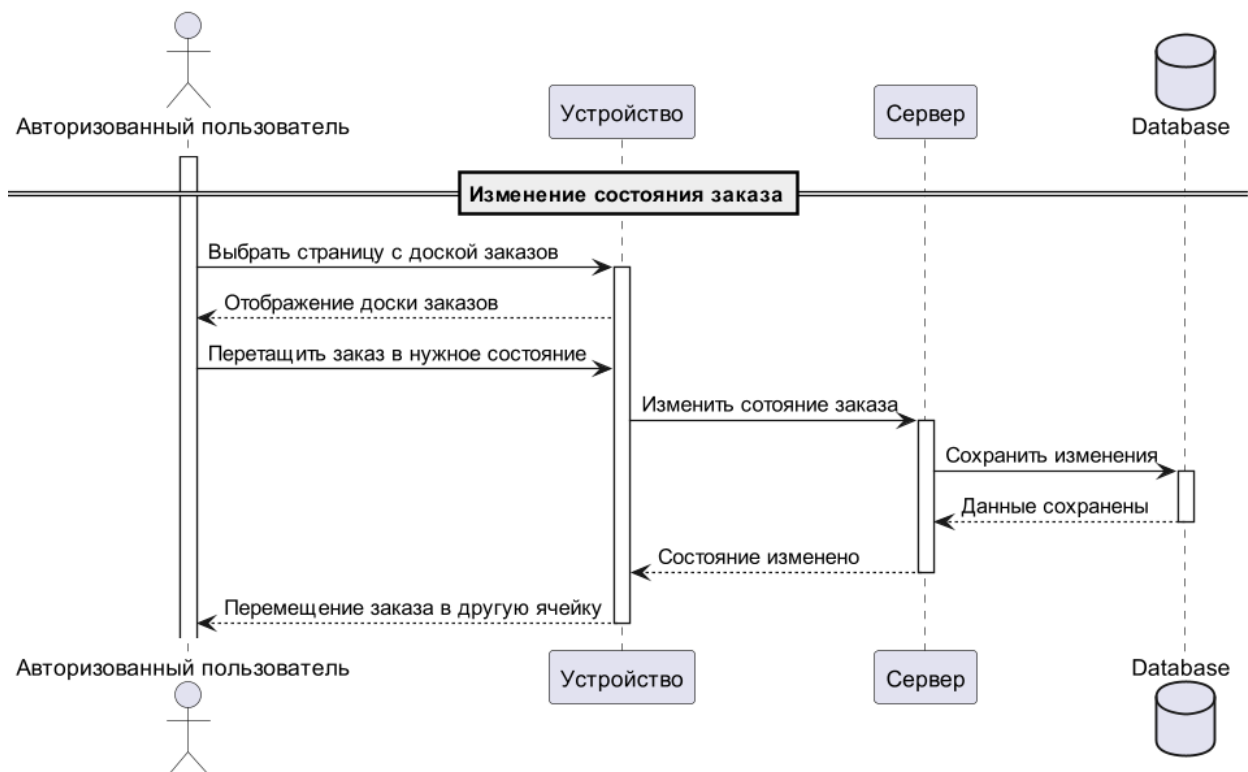 Авторизованный пользователь
Устройство
Сервер
Database
Изменение состояния заказа
Выбрать страницу с доской заказов
Отображение доски заказов
Перетащить заказ в нужное состояние
Изменить сотояние заказа
Сохранить изменения
Данные сохранены
Состояние изменено
Перемещение заказа в другую ячейку
Авторизованный пользователь
Устройство
Сервер
Database